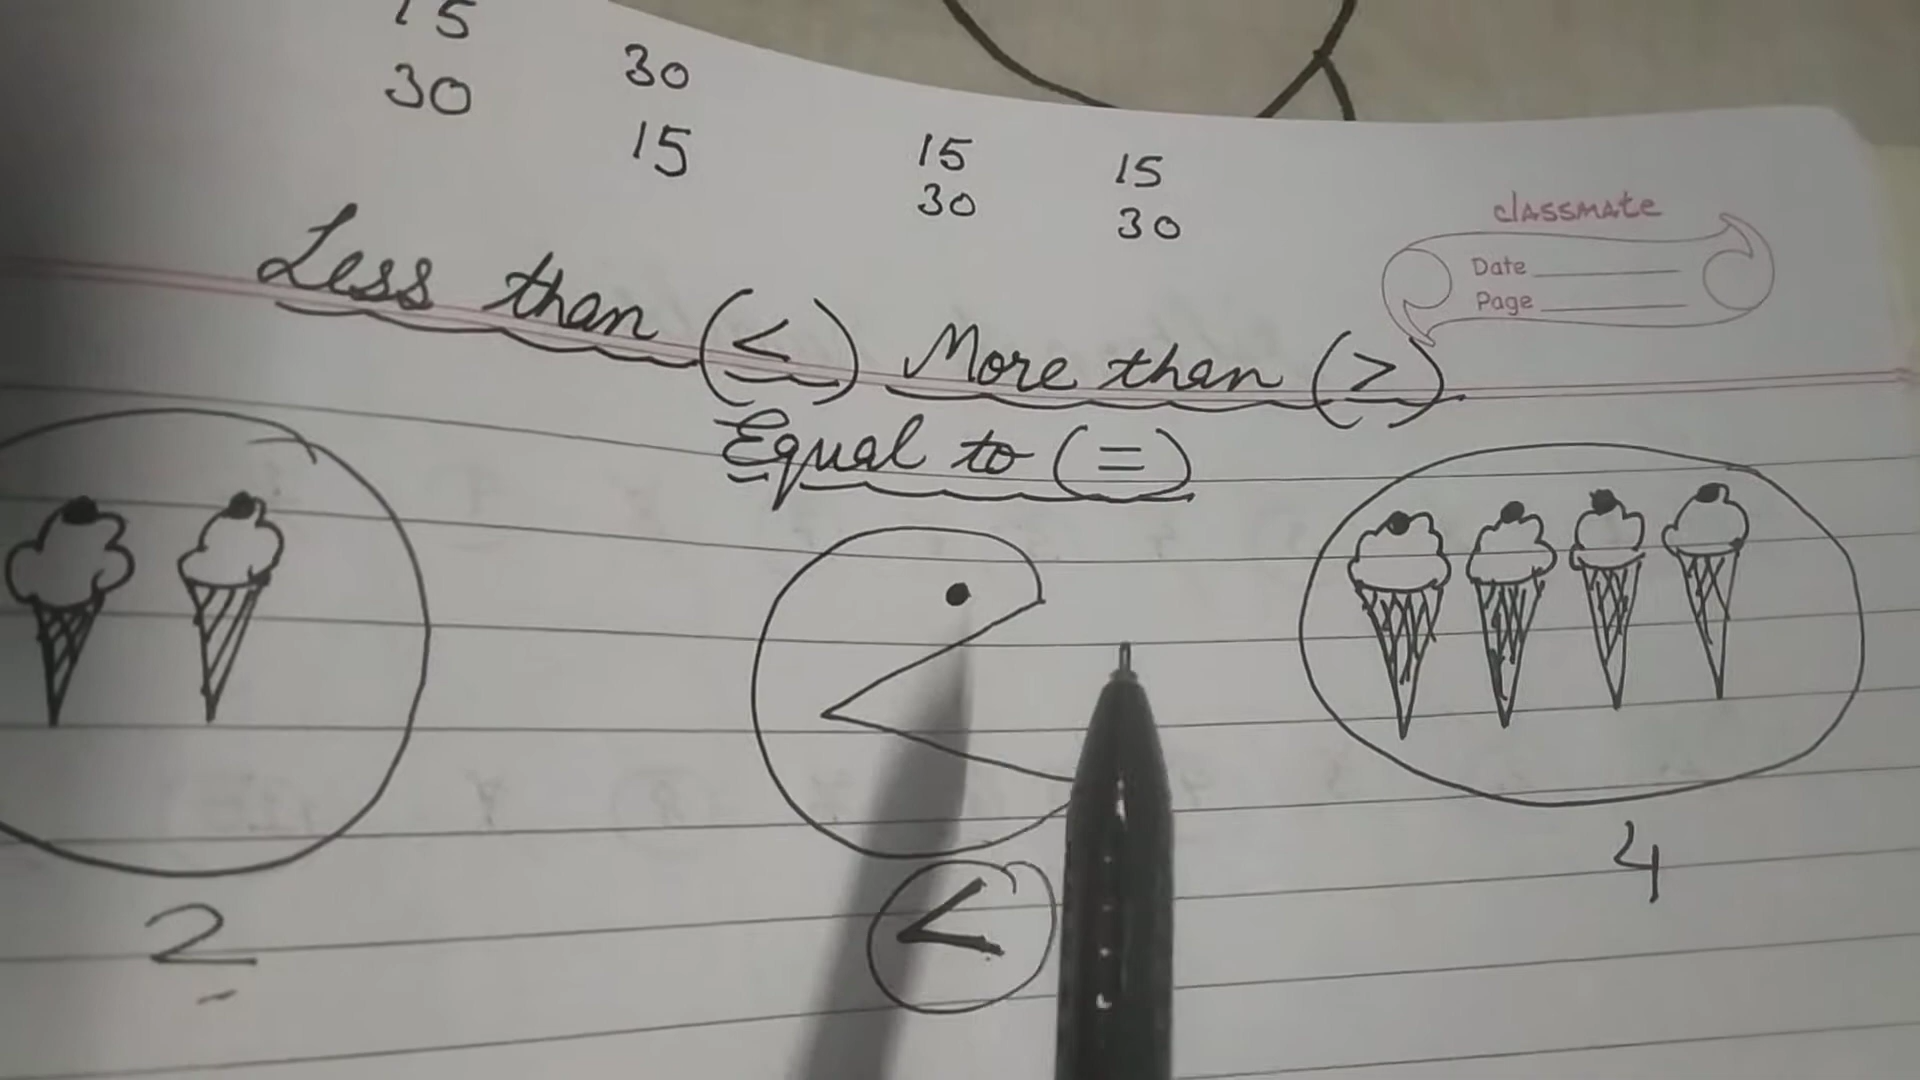 15
30
30
15
15
30
15
30
classmate
Date
Page
Less than (<) More than (>)
Equal to (=)
<
2
4